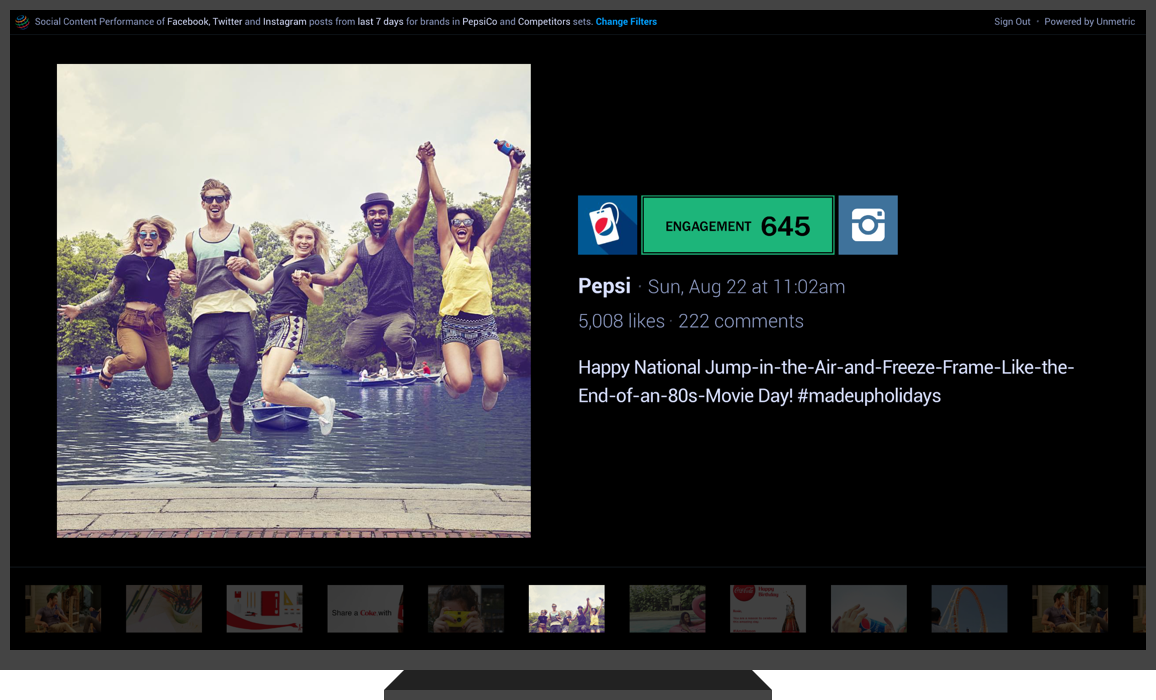 Social Content Performance of Facebook, Twitter and Instagram posts from last 7 days for brands in PepsiCo and Competitors sets. Change Filters
Sign Out • Powered by Unmetric
ENGAGEMENT 645
Pepsi · Sun, Aug 22 at 11:02am
5,008 likes · 222 comments
Happy National Jump-in-the-Air-and-Freeze-Frame-Like-the-
End-of-an-80s-Movie Day! #madeupholidays
Share a Coke with
Coca-Cola
Happy
Birthday